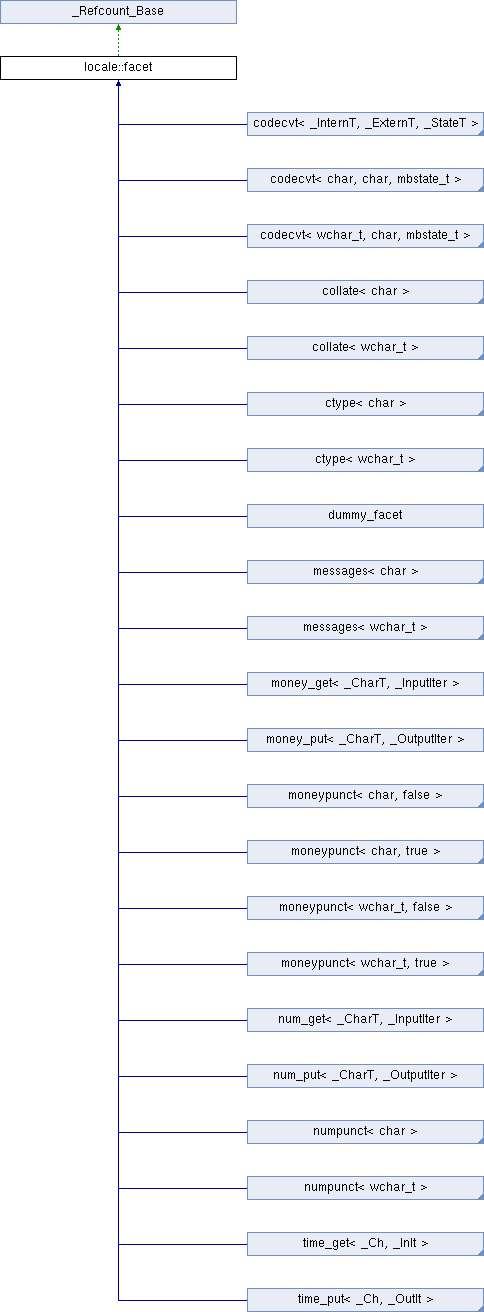 _Refcount_Base
locale::facet
codecvt< _InternT, _ExternT, _StateT >
codecvt< char, char, mbstate_t >
codecvt< wchar_t, char, mbstate_t >
collate< char >
collate< wchar_t >
ctype< char >
ctype< wchar_t >
dummy_facet
messages< char >
messages< wchar_t >
money_get< _CharT, _InputIter >
money_put< _CharT, _OutputIter >
moneypunct< char, false >
moneypunct< char, true >
moneypunct< wchar_t, false >
moneypunct< wchar_t, true >
num_get< _CharT, _InputIter >
num_put< _CharT, _OutputIter >
numpunct< char >
numpunct< wchar_t >
time_get< _Ch, _InIt >
time_put< _Ch, _OutIt >